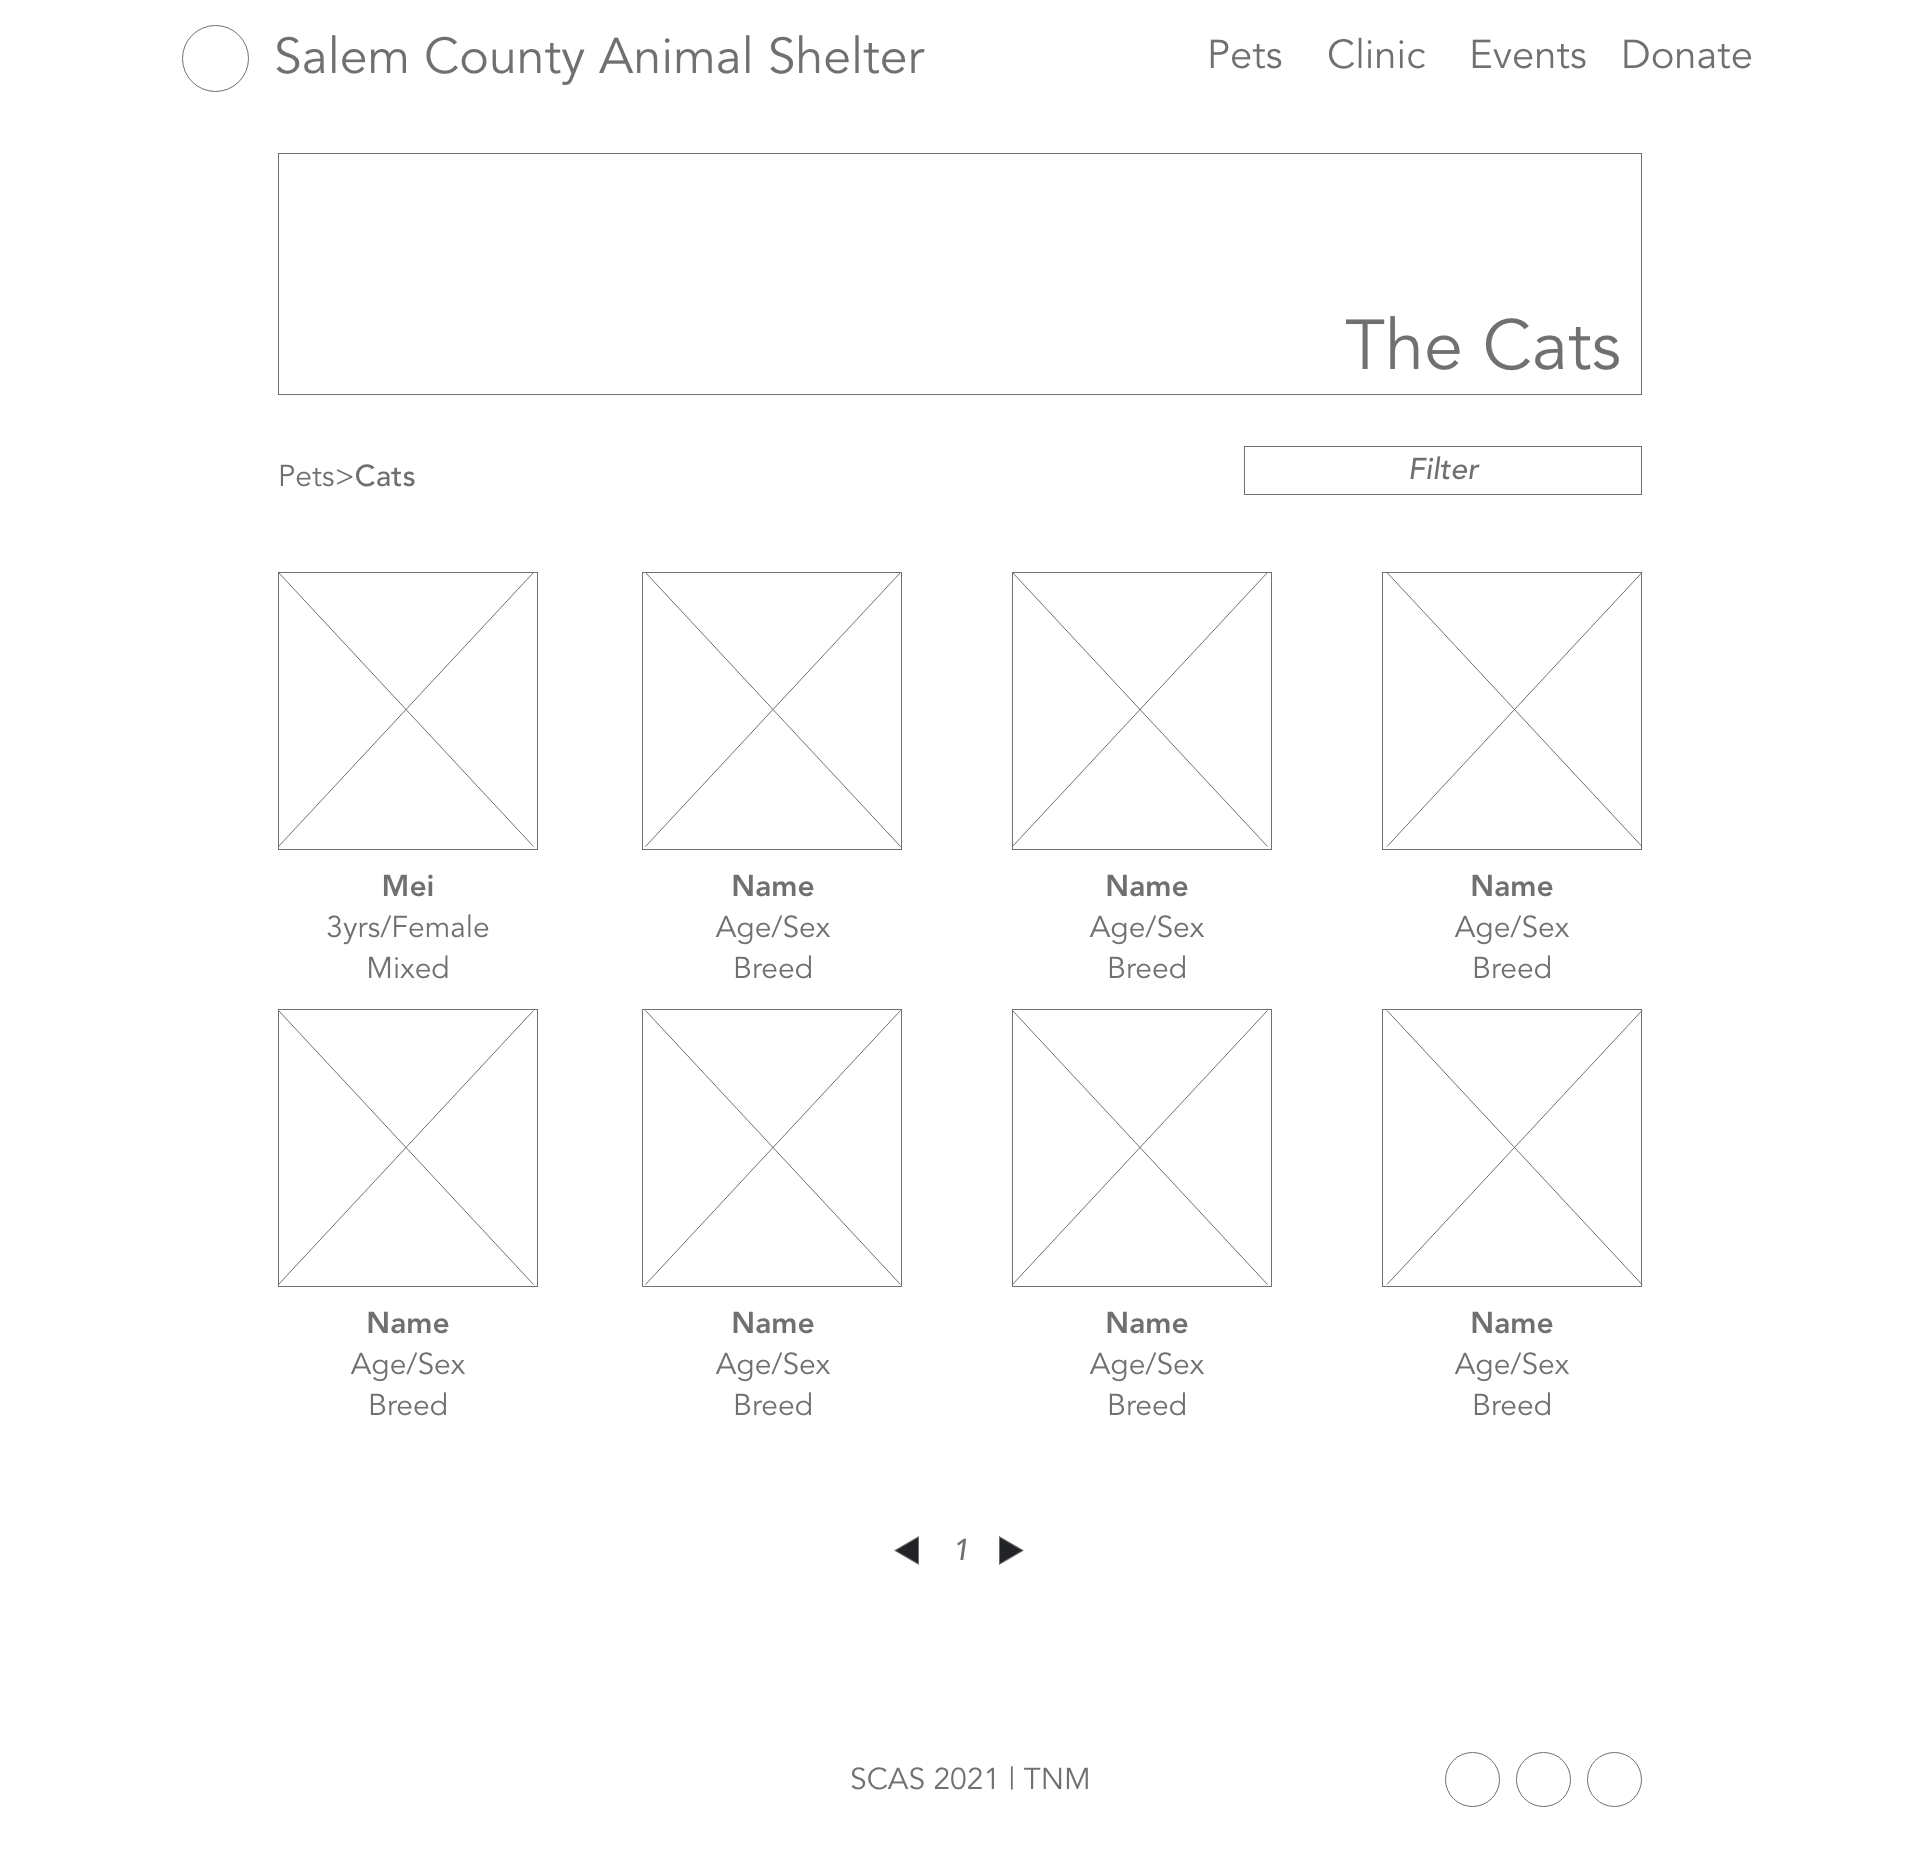 Salem County Animal Shelter
Pets Clinic Events Donate
The Cats
Pets>Cats
Filter
Mei
3yrs/Female
Mixed
Name
Age/Sex
Breed
Name
Age/Sex
Breed
Name
Age/Sex
Breed
Name
Age/Sex
Breed
Name
Age/Sex
Breed
Name
Age/Sex
Breed
Name
Age/Sex
Breed
1
SCAS 2021 | TNM